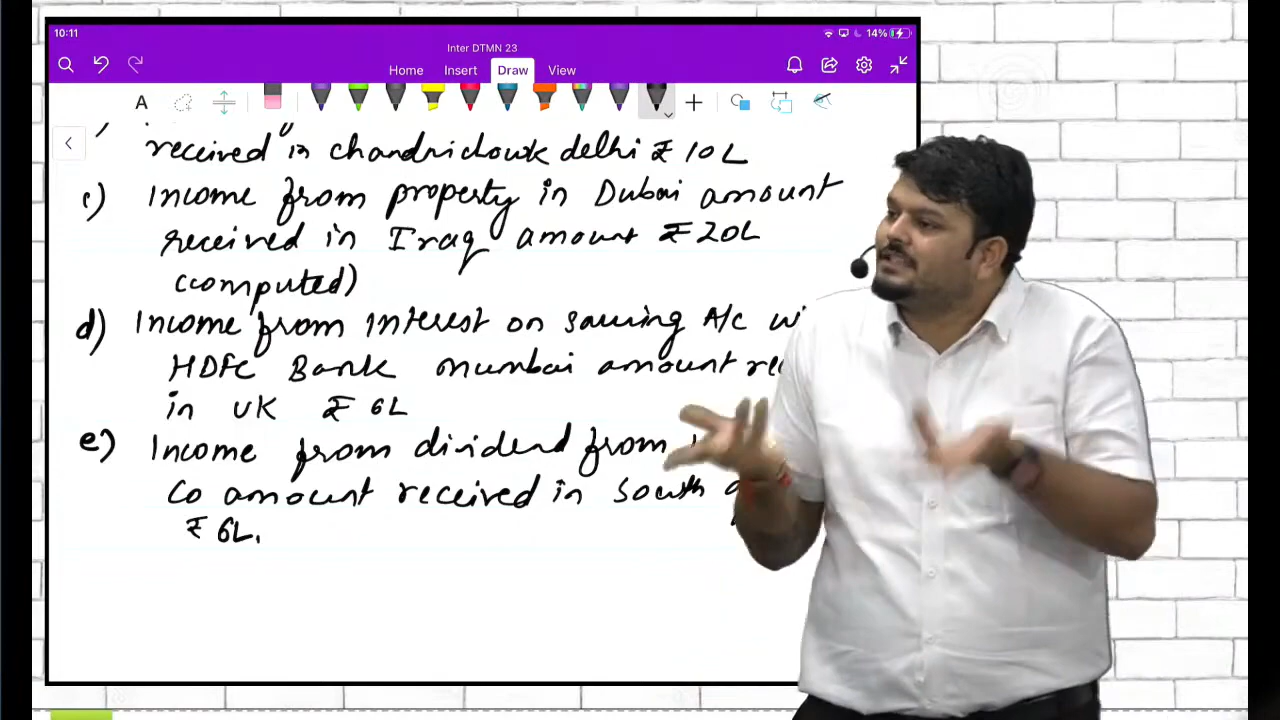 10:11
14%
Inter DTMN 23
Home Insert Draw View
A
received in chandnichowk delhi ₹ 10L
c) Income from property in Dubai amount
received in Iraq amount ₹ 20L
(computed)
d) Income from interest on saving A/c
HDFC Bank mumbai amount
in UK ₹ 6L
e) Income from dividend from
Co amount received in south
₹ 6L.